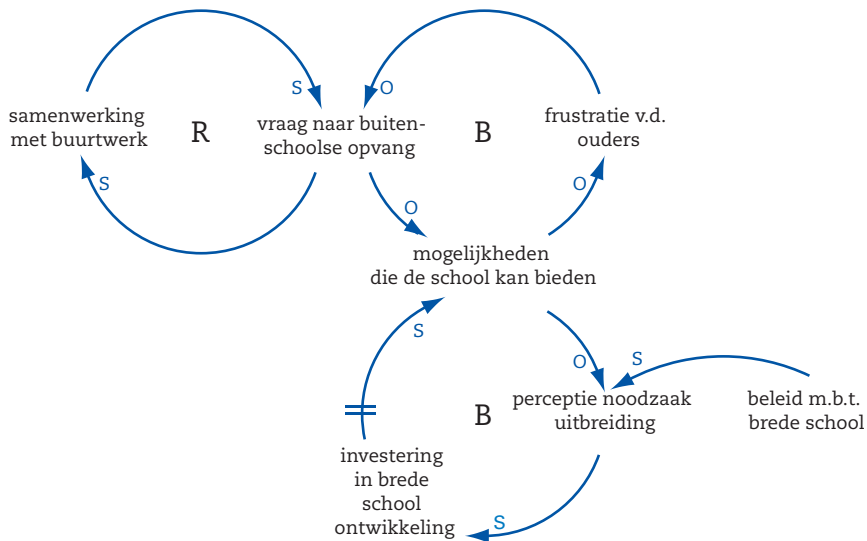 S
O
samenwerking
met buurtwerk
R
vraag naar buiten-
schoolse opvang
B
frustratie v.d.
ouders
S
O
O
mogelijkheden
die de school kan bieden
S
O
S
perceptie noodzaak
uitbreiding
beleid m.b.t.
brede school
B
investering
in brede
school
ontwikkeling
S